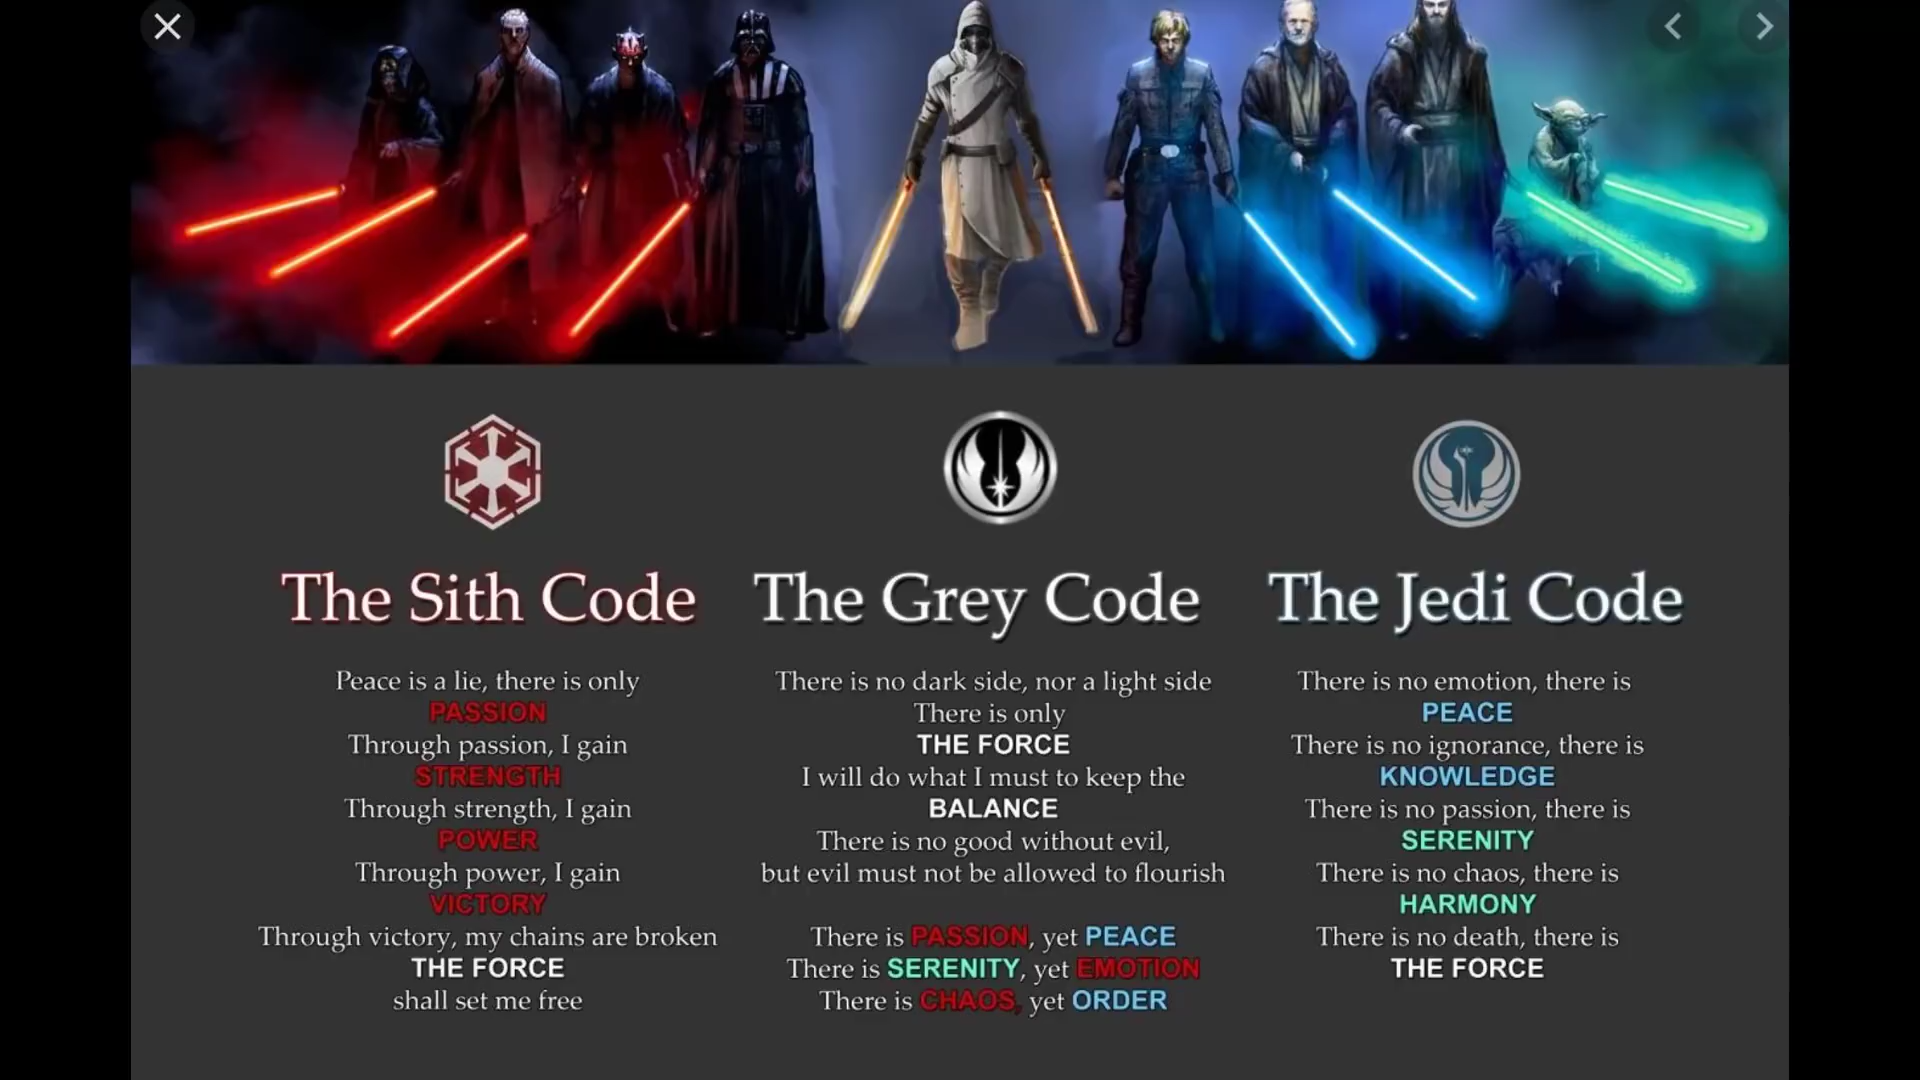 The Sith Code
Peace is a lie, there is only
PASSION
Through passion, I gain
STRENGTH
Through strength, I gain
POWER
Through power, I gain
VICTORY
Through victory, my chains are broken
THE FORCE
shall set me free
The Grey Code
There is no dark side, nor a light side
There is only
THE FORCE
I will do what I must to keep the
BALANCE
There is no good without evil,
but evil must not be allowed to flourish
There is PASSION, yet PEACE
There is SERENITY, yet EMOTION
There is CHAOS, yet ORDER
The Jedi Code
There is no emotion, there is
PEACE
There is no ignorance, there is
KNOWLEDGE
There is no passion, there is
SERENITY
There is no chaos, there is
HARMONY
There is no death, there is
THE FORCE